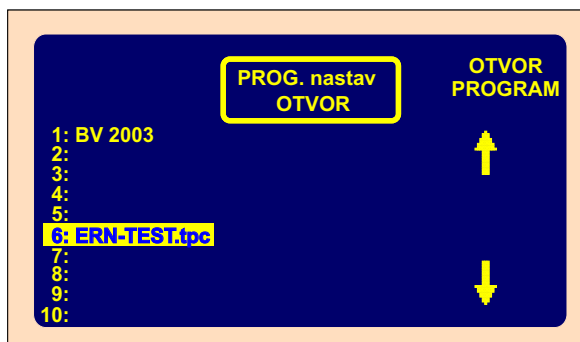 PROG. nastav
OTVOR
OTVOR
PROGRAM
1: BV 2003
2:
3:
4:
5:
6: ERN-TEST.tpc
7:
8:
9:
10: